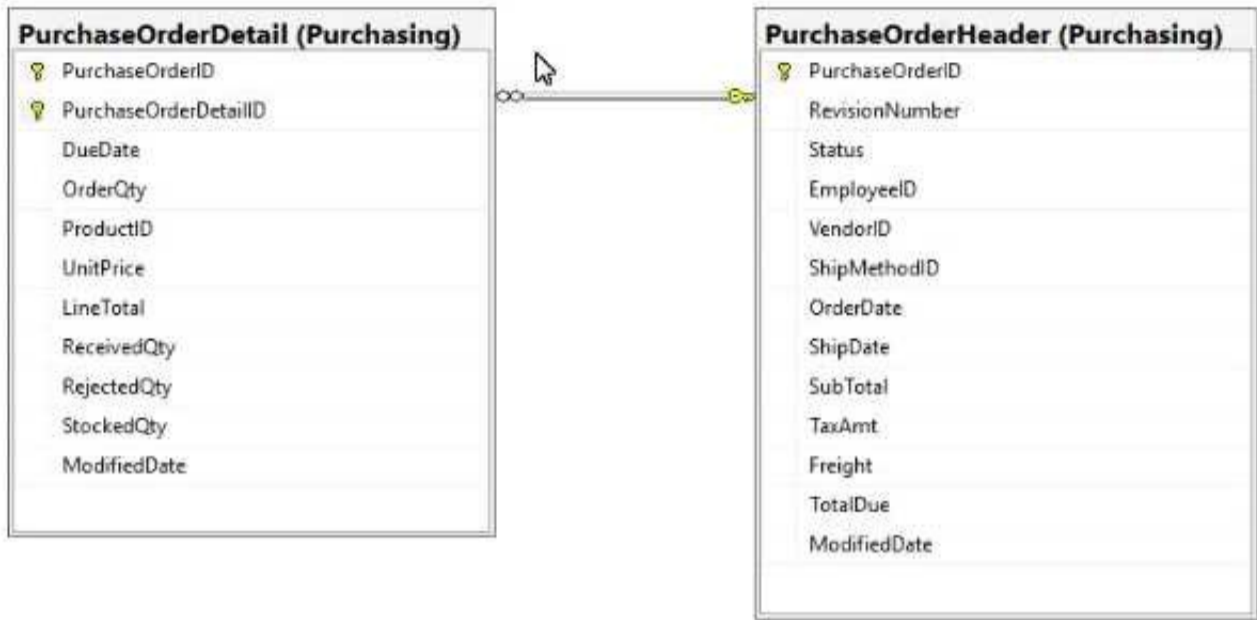 PurchaseOrderDetail (Purchasing)
PurchaseOrderID
PurchaseOrderDetailID
DueDate
OrderQty
ProductID
UnitPrice
LineTotal
ReceivedQty
RejectedQty
StockedQty
ModifiedDate
PurchaseOrderHeader (Purchasing)
PurchaseOrderID
RevisionNumber
Status
EmployeeID
VendorID
ShipMethodID
OrderDate
ShipDate
SubTotal
TaxAmt
Freight
TotalDue
ModifiedDate